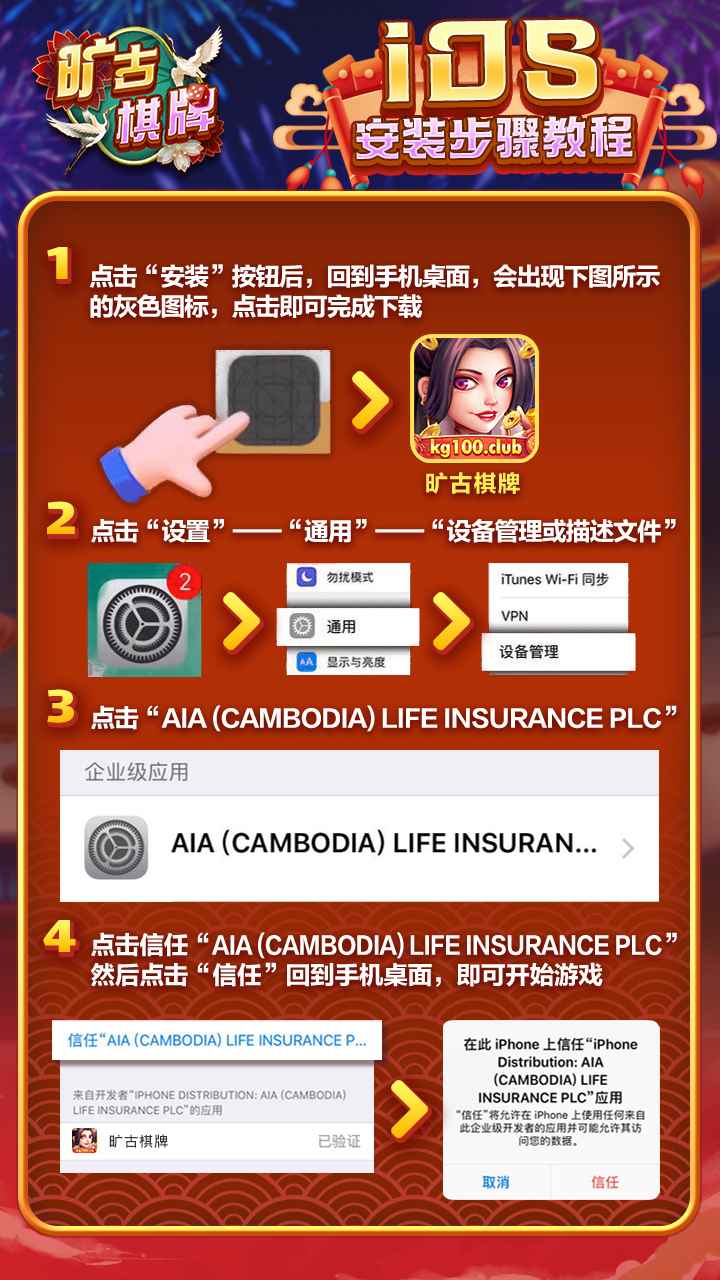 旷古
棋牌
iOS
安装步骤教程
1
点击“安装”按钮后，回到手机桌面，会出现下图所示
的灰色图标，点击即可完成下载
kg100.club
旷古棋牌
2
点击“设置”——“通用”——“设备管理或描述文件”
2
勿扰模式
通用
AA 显示与亮度
iTunes Wi-Fi 同步
VPN
设备管理
3
点击“AIA (CAMBODIA) LIFE INSURANCE PLC”
企业级应用
AIA (CAMBODIA) LIFE INSURAN...
4
点击信任“AIA (CAMBODIA) LIFE INSURANCE PLC”
然后点击“信任”回到手机桌面，即可开始游戏
信任“AIA (CAMBODIA) LIFE INSURANCE P...
来自开发者“IPHONE DISTRIBUTION: AIA (CAMBODIA)
LIFE INSURANCE PLC”的应用
旷古棋牌 已验证
在此 iPhone 上信任“iPhone
Distribution: AIA
(CAMBODIA) LIFE
INSURANCE PLC”应用
“信任”将允许在 iPhone 上使用任何来自
此企业级开发者的应用并可能允许其访
问您的数据。
取消 信任